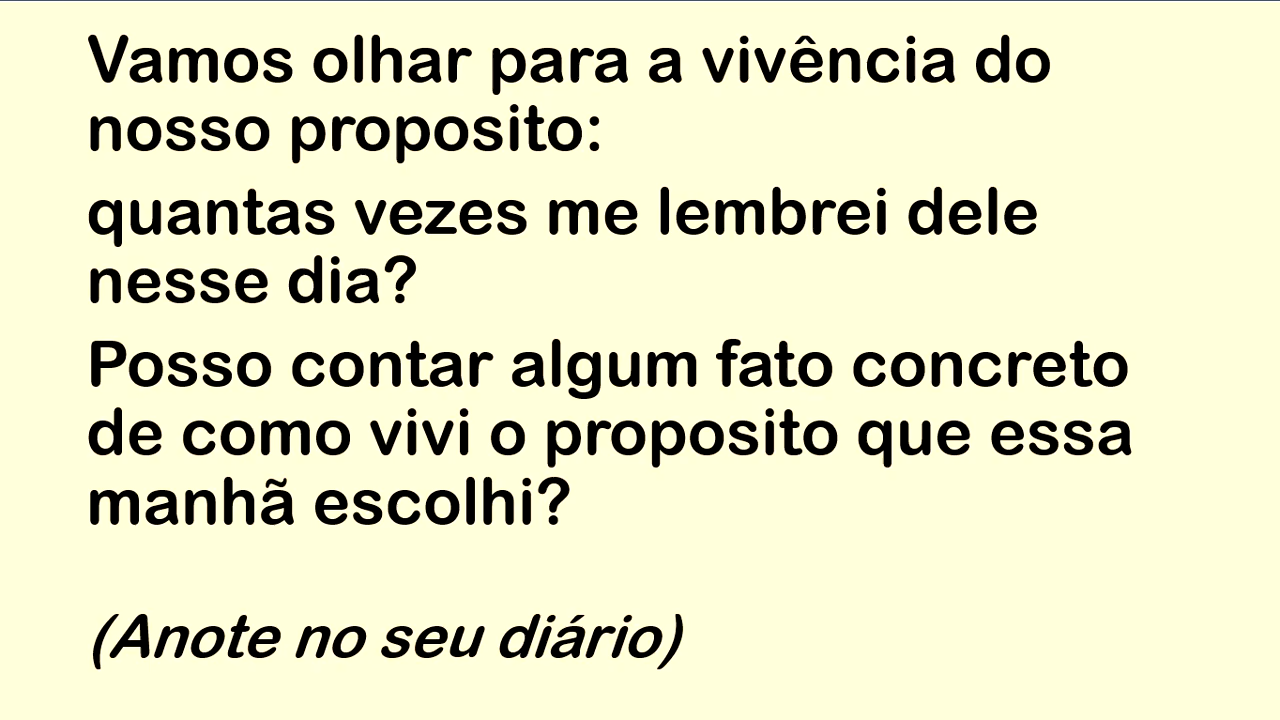 Vamos olhar para a vivência do
nosso proposito:
quantas vezes me lembrei dele
nesse dia?
Posso contar algum fato concreto
de como vivi o proposito que essa
manhã escolhi?
(Anote no seu diário)